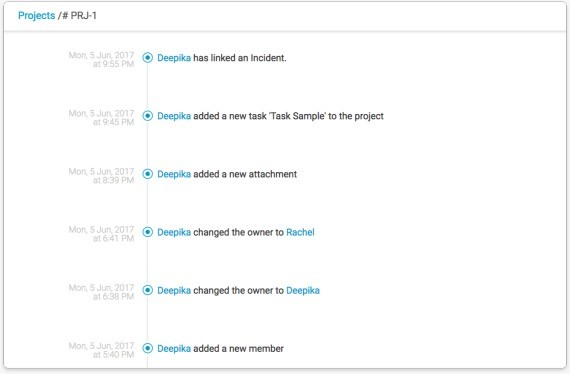 Projects /# PRJ-1
Mon, 5 Jun, 2017
at 9:55 PM
Deepika has linked an Incident.
Mon, 5 Jun, 2017
at 9:45 PM
Deepika added a new task 'Task Sample' to the project
Mon, 5 Jun, 2017
at 8:39 PM
Deepika added a new attachment
Mon, 5 Jun, 2017
at 6:41 PM
Deepika changed the owner to Rachel
Mon, 5 Jun, 2017
at 6:38 PM
Deepika changed the owner to Deepika
Mon, 5 Jun, 2017
at 5:40 PM
Deepika added a new member